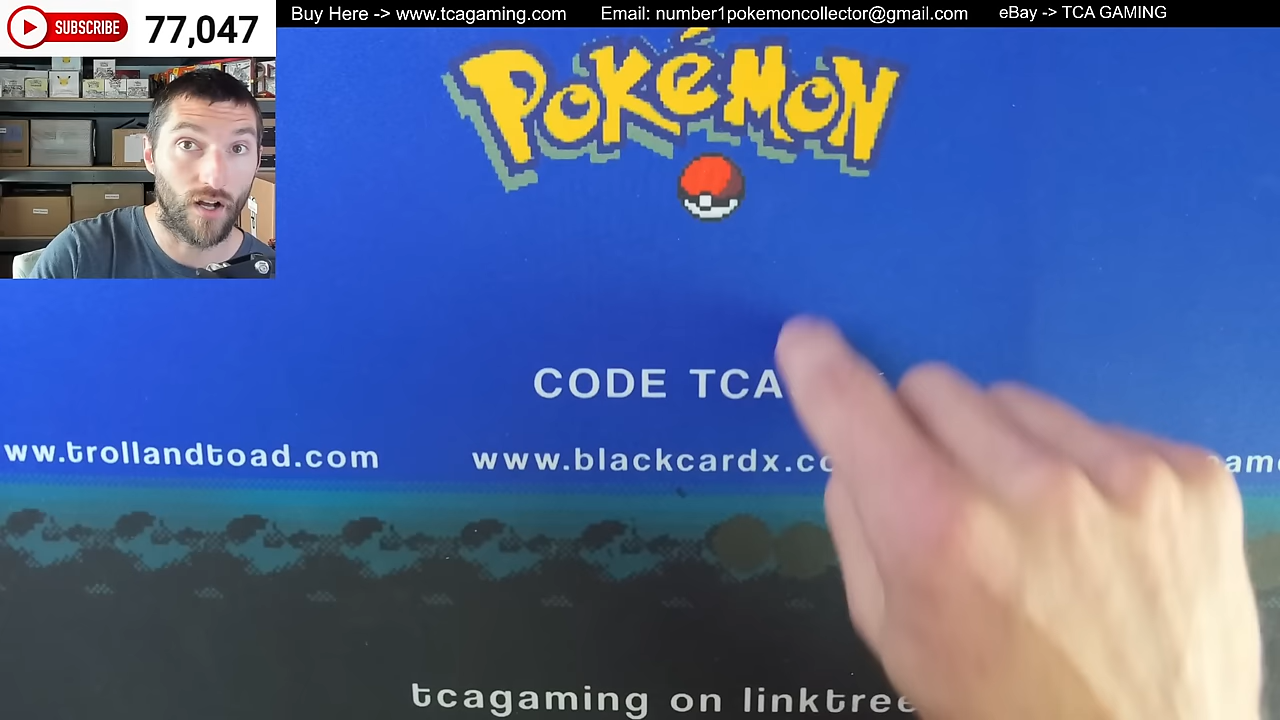 SUBSCRIBE 77,047
Buy Here -> www.tcagaming.com Email: number1pokemoncollector@gmail.com eBay -> TCA GAMING
POKéMON
CODE TCA
ww.trollandtoad.com www.blackcardx.co
tcagaming on linktree